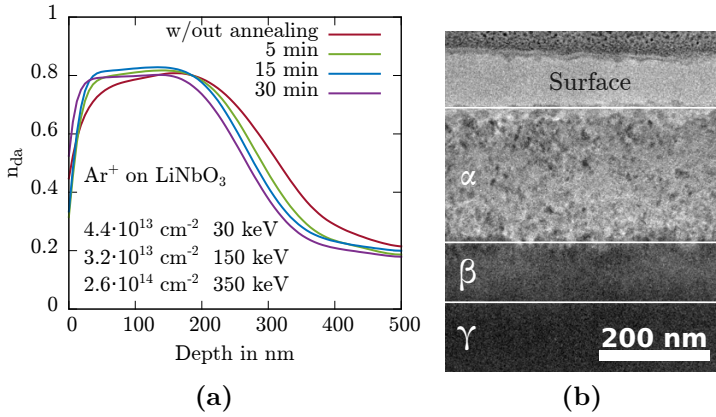 w/out annealing
5 min
15 min
30 min
1
0.8
0.6
0.4
0.2
0
n_da
Ar⁺ on LiNbO₃
4.4·10¹³ cm⁻² 30 keV
3.2·10¹³ cm⁻² 150 keV
2.6·10¹⁴ cm⁻² 350 keV
0 100 200 300 400 500
Depth in nm
(a)
Surface
α
β
γ
200 nm
(b)